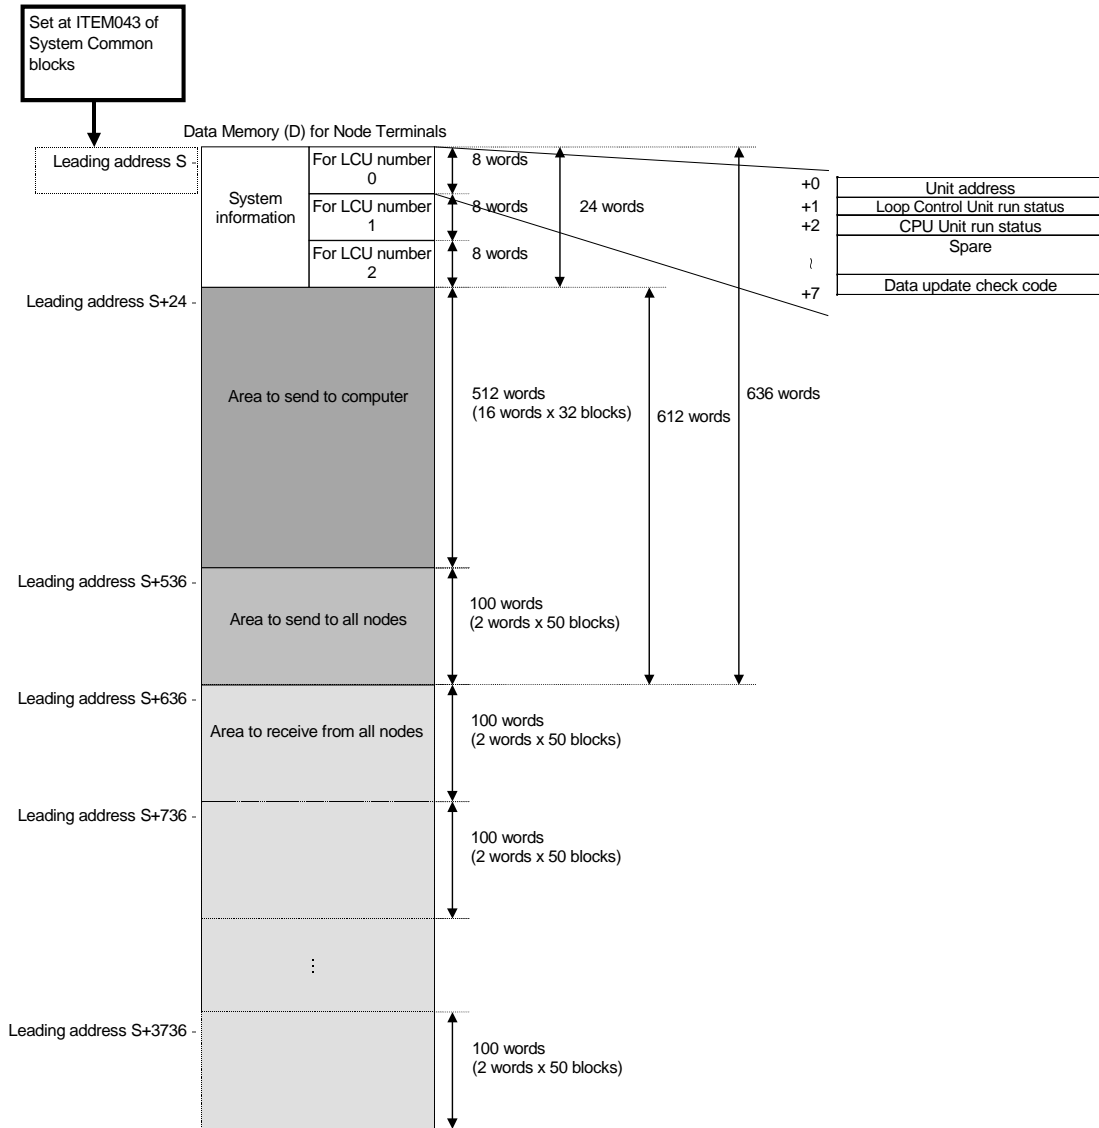 Set at ITEM043 of
System Common
blocks
Data Memory (D) for Node Terminals
Leading address S
System
information
For LCU number
0
8 words
For LCU number
1
8 words
For LCU number
2
8 words
24 words
636 words
+0
Unit address
+1
Loop Control Unit run status
+2
CPU Unit run status
Spare
~
+7
Data update check code
Leading address S+24
Area to send to computer
512 words
(16 words x 32 blocks)
612 words
Leading address S+536
Area to send to all nodes
100 words
(2 words x 50 blocks)
Leading address S+636
Area to receive from all nodes
100 words
(2 words x 50 blocks)
Leading address S+736
100 words
(2 words x 50 blocks)
⋮
Leading address S+3736
100 words
(2 words x 50 blocks)